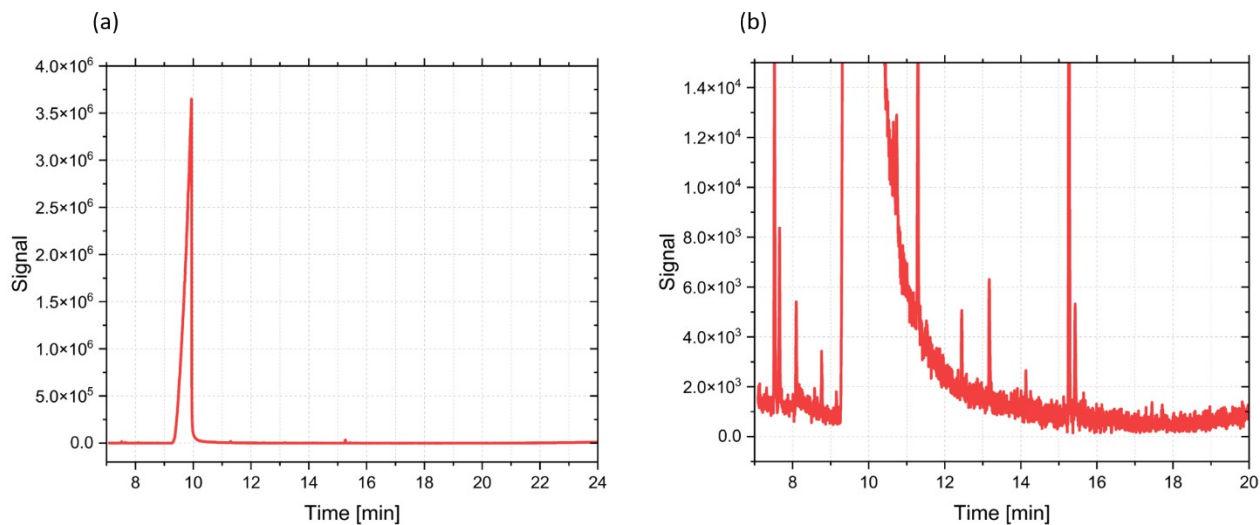 (a)
4.0×10⁶
3.5×10⁶
3.0×10⁶
2.5×10⁶
2.0×10⁶
1.5×10⁶
1.0×10⁶
5.0×10⁵
0.0
Signal
8 10 12 14 16 18 20 22 24
Time [min]
(b)
1.4×10⁴
1.2×10⁴
1.0×10⁴
8.0×10³
6.0×10³
4.0×10³
2.0×10³
0.0
Signal
8 10 12 14 16 18 20
Time [min]